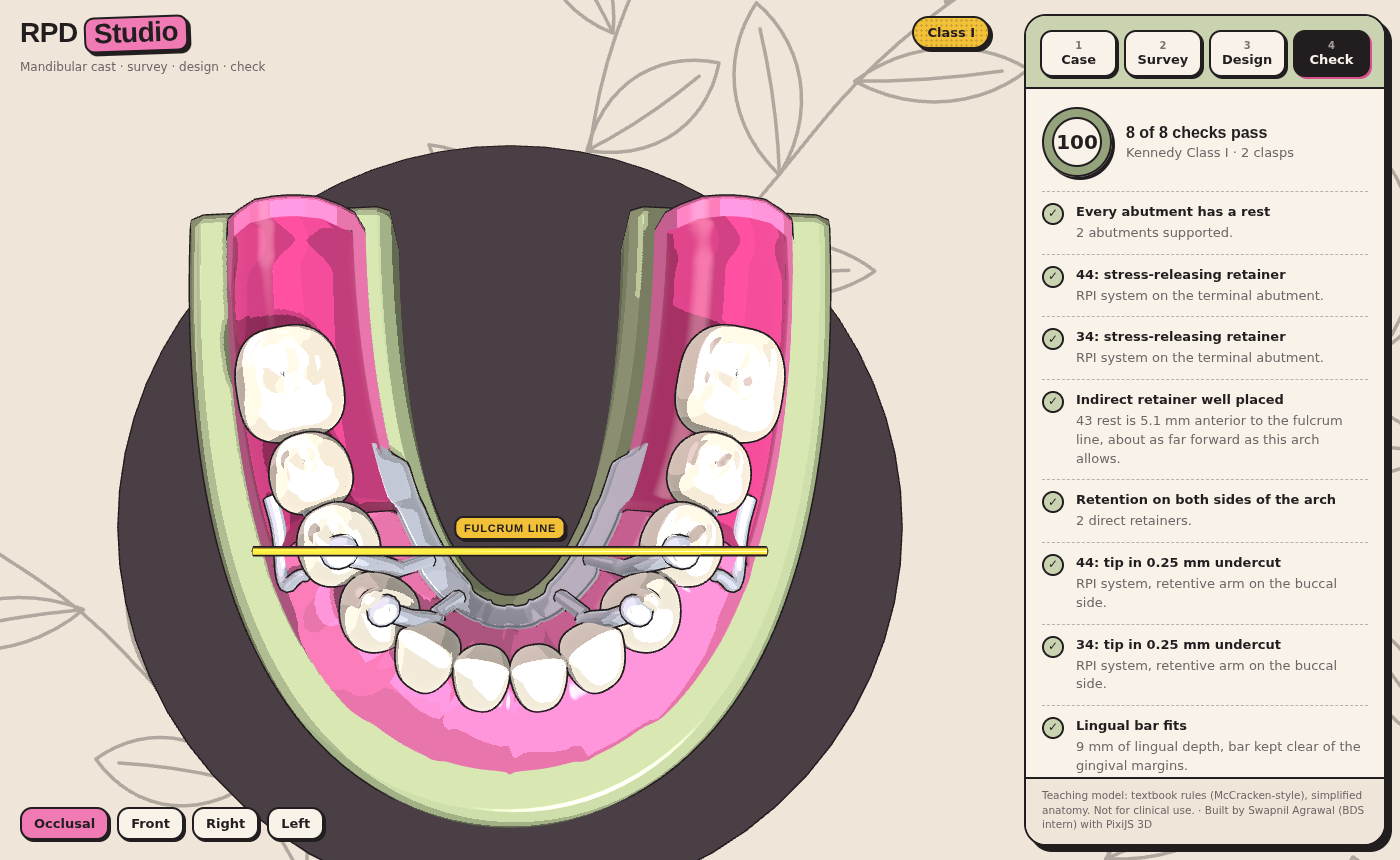 RPD Studio
Mandibular cast · survey · design · check
Class I
1
Case
2
Survey
3
Design
4
Check
100
8 of 8 checks pass
Kennedy Class I · 2 clasps
✓ Every abutment has a rest
2 abutments supported.
✓ 44: stress-releasing retainer
RPI system on the terminal abutment.
✓ 34: stress-releasing retainer
RPI system on the terminal abutment.
✓ Indirect retainer well placed
43 rest is 5.1 mm anterior to the fulcrum
line, about as far forward as this arch
allows.
✓ Retention on both sides of the arch
2 direct retainers.
✓ 44: tip in 0.25 mm undercut
RPI system, retentive arm on the buccal
side.
✓ 34: tip in 0.25 mm undercut
RPI system, retentive arm on the buccal
side.
✓ Lingual bar fits
9 mm of lingual depth, bar kept clear of the
gingival margins.
Teaching model: textbook rules (McCracken-style), simplified
anatomy. Not for clinical use. · Built by Swapnil Agrawal (BDS
intern) with PixiJS 3D
FULCRUM LINE
Occlusal
Front
Right
Left